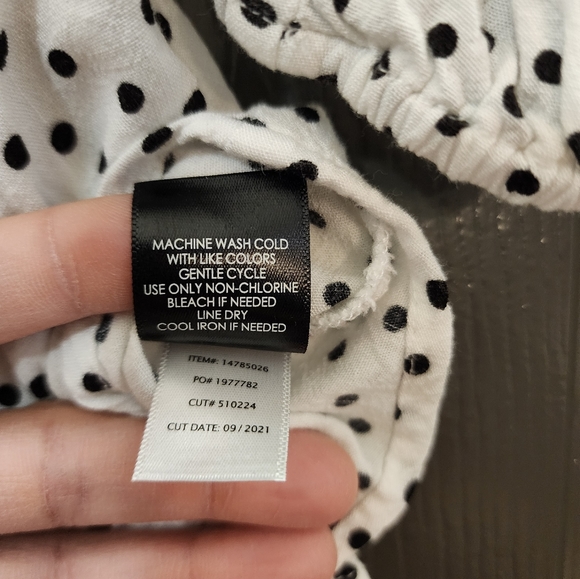 MACHINE WASH COLD
WITH LIKE COLORS
GENTLE CYCLE
USE ONLY NON-CHLORINE
BLEACH IF NEEDED
LINE DRY
COOL IRON IF NEEDED
ITEM#: 14785026
PO# 1977782
CUT# 510224
CUT DATE: 09/2021